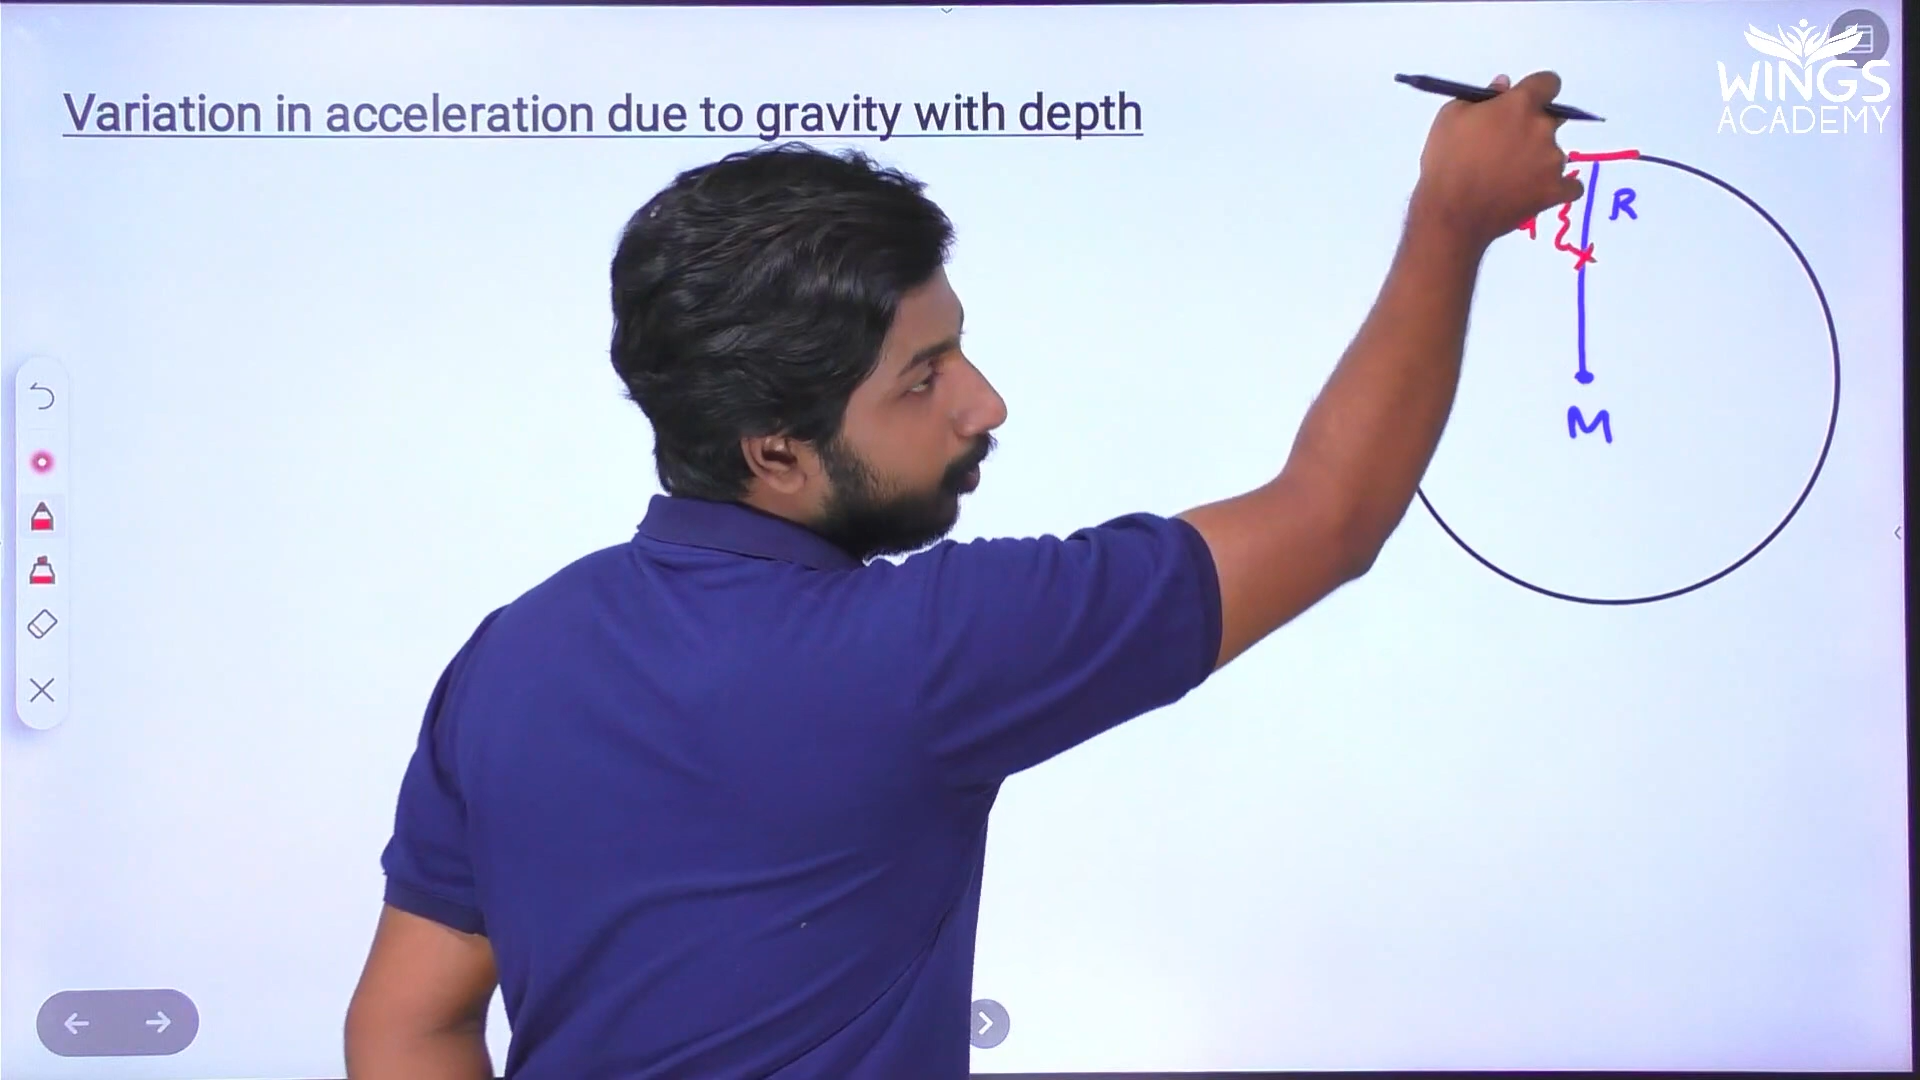 WINGS
ACADEMY
Variation in acceleration due to gravity with depth
R
M